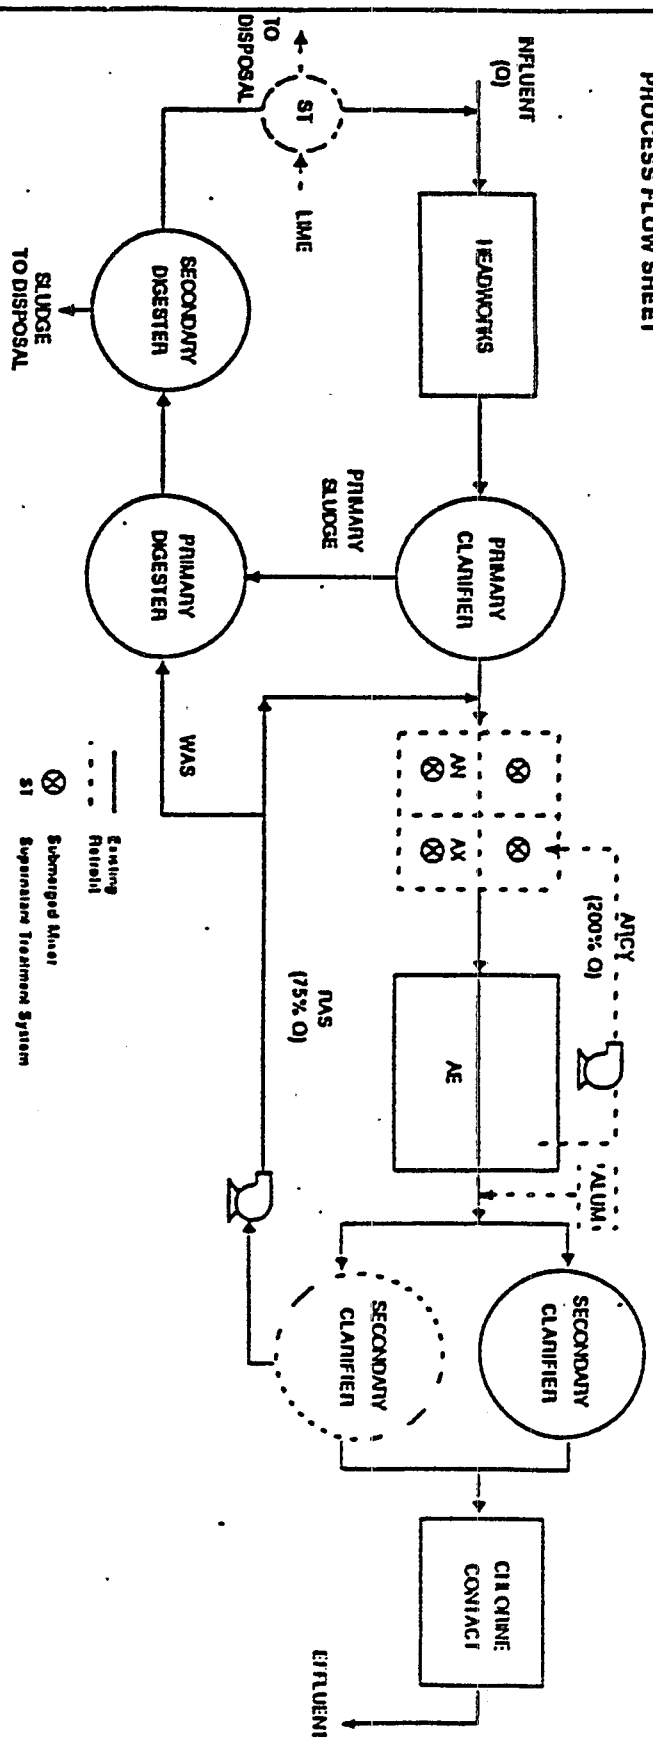 PROCESS FLOW SHEET
INFLUENT
(Q)
HEADWORKS
PRIMARY
CLARIFIER
AN
AX
ARCY
(200% Q)
AE
ALUM
SECONDARY
CLARIFIER
SECONDARY
CLARIFIER
CHLORINE
CONTACT
EFFLUENT
TO
DISPOSAL
ST
LIME
SECONDARY
DIGESTER
SLUDGE
TO DISPOSAL
PRIMARY
SLUDGE
PRIMARY
DIGESTER
WAS
RAS
(75% Q)
Existing
Retrofit
Submerged Mixer
ST Supernatant Treatment System